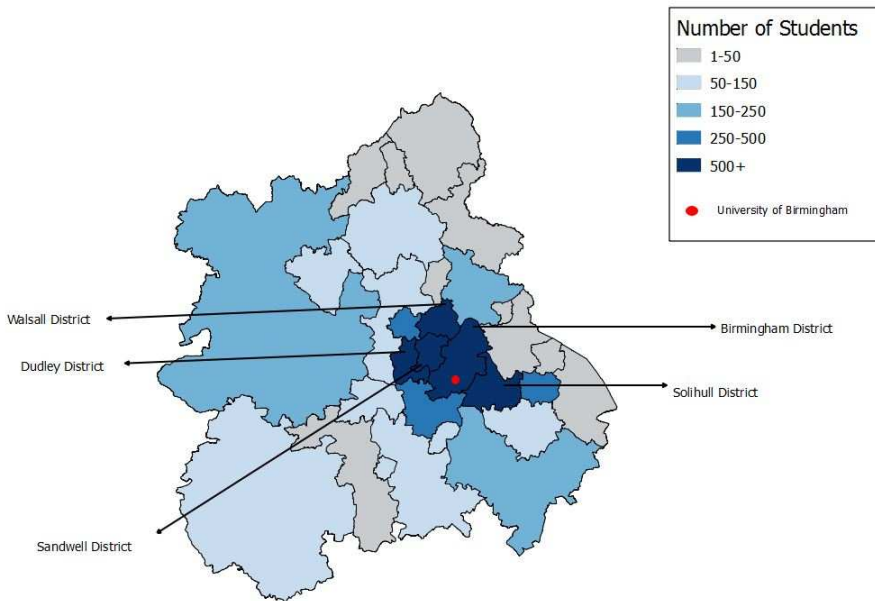 Number of Students
1-50
50-150
150-250
250-500
500+
University of Birmingham
Walsall District
Birmingham District
Dudley District
Solihull District
Sandwell District